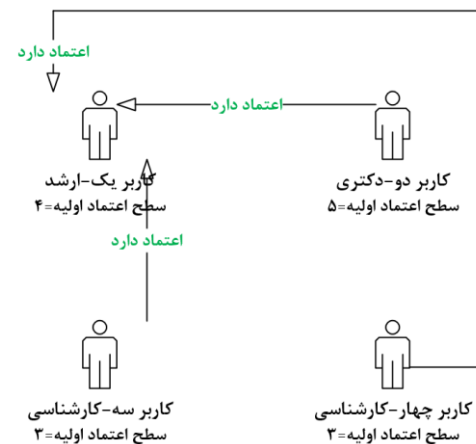 اعتماد دارد
اعتماد دارد
کاربر یک-ارشد
سطح اعتماد اولیه=۴
کاربر دو-دکتری
سطح اعتماد اولیه=۵
اعتماد دارد
کاربر سه-کارشناسی
سطح اعتماد اولیه=۳
کاربر چهار-کارشناسی
سطح اعتماد اولیه=۳